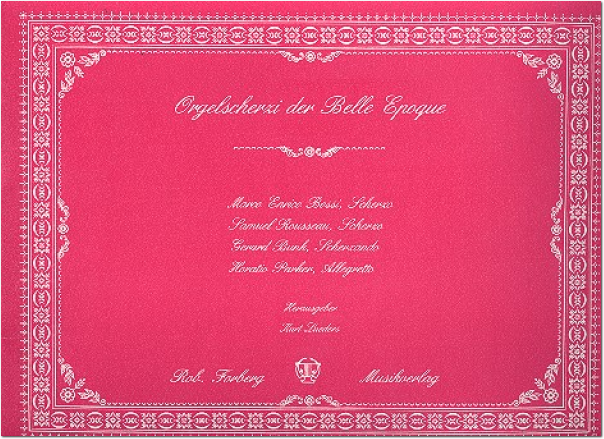 Orgelscherzi der Belle Epoque
Marco Enrico Bossi, Scherzo
Samuel Rousseau, Scherzo
Gerard Bunk, Scherzando
Horatio Parker, Allegretto
Herausgeber
Kurt Lueders
Rob. Forberg Musikverlag